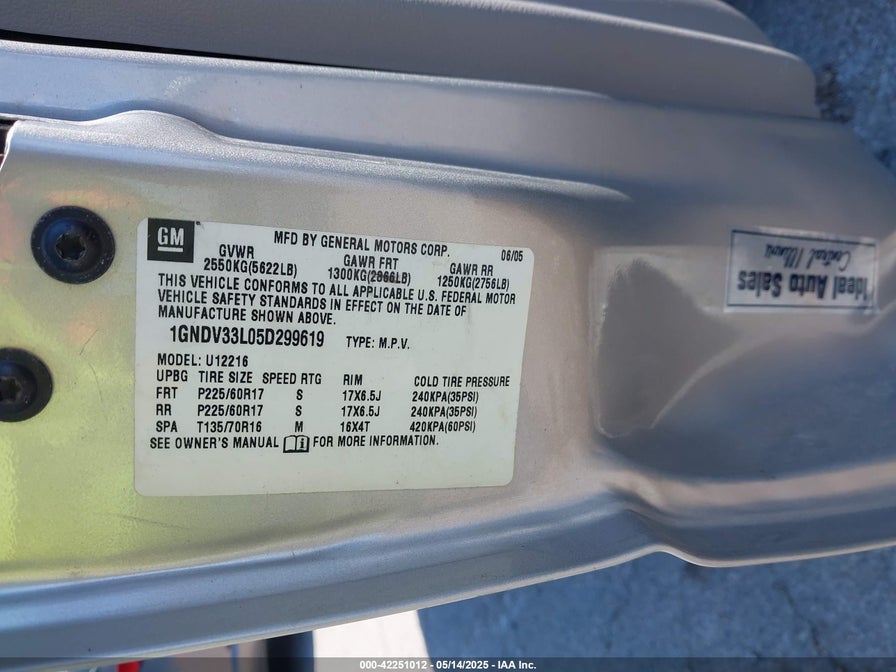 GM
MFD BY GENERAL MOTORS CORP. 06/05
GVWR GAWR FRT GAWR RR
2550KG(5622LB) 1300KG(2866LB) 1250KG(2756LB)
THIS VEHICLE CONFORMS TO ALL APPLICABLE U.S. FEDERAL MOTOR
VEHICLE SAFETY STANDARDS IN EFFECT ON THE DATE OF
MANUFACTURE SHOWN ABOVE.
1GNDV33L05D299619 TYPE: M.P.V.
MODEL: U12216
UPBG TIRE SIZE SPEED RTG RIM COLD TIRE PRESSURE
FRT P225/60R17 S 17X6.5J 240KPA(35PSI)
RR P225/60R17 S 17X6.5J 240KPA(35PSI)
SPA T135/70R16 M 16X4T 420KPA(60PSI)
SEE OWNER'S MANUAL FOR MORE INFORMATION.
Ideal Auto Sales
Central Illinois
000-42251012 - 05/14/2025 - IAA Inc.